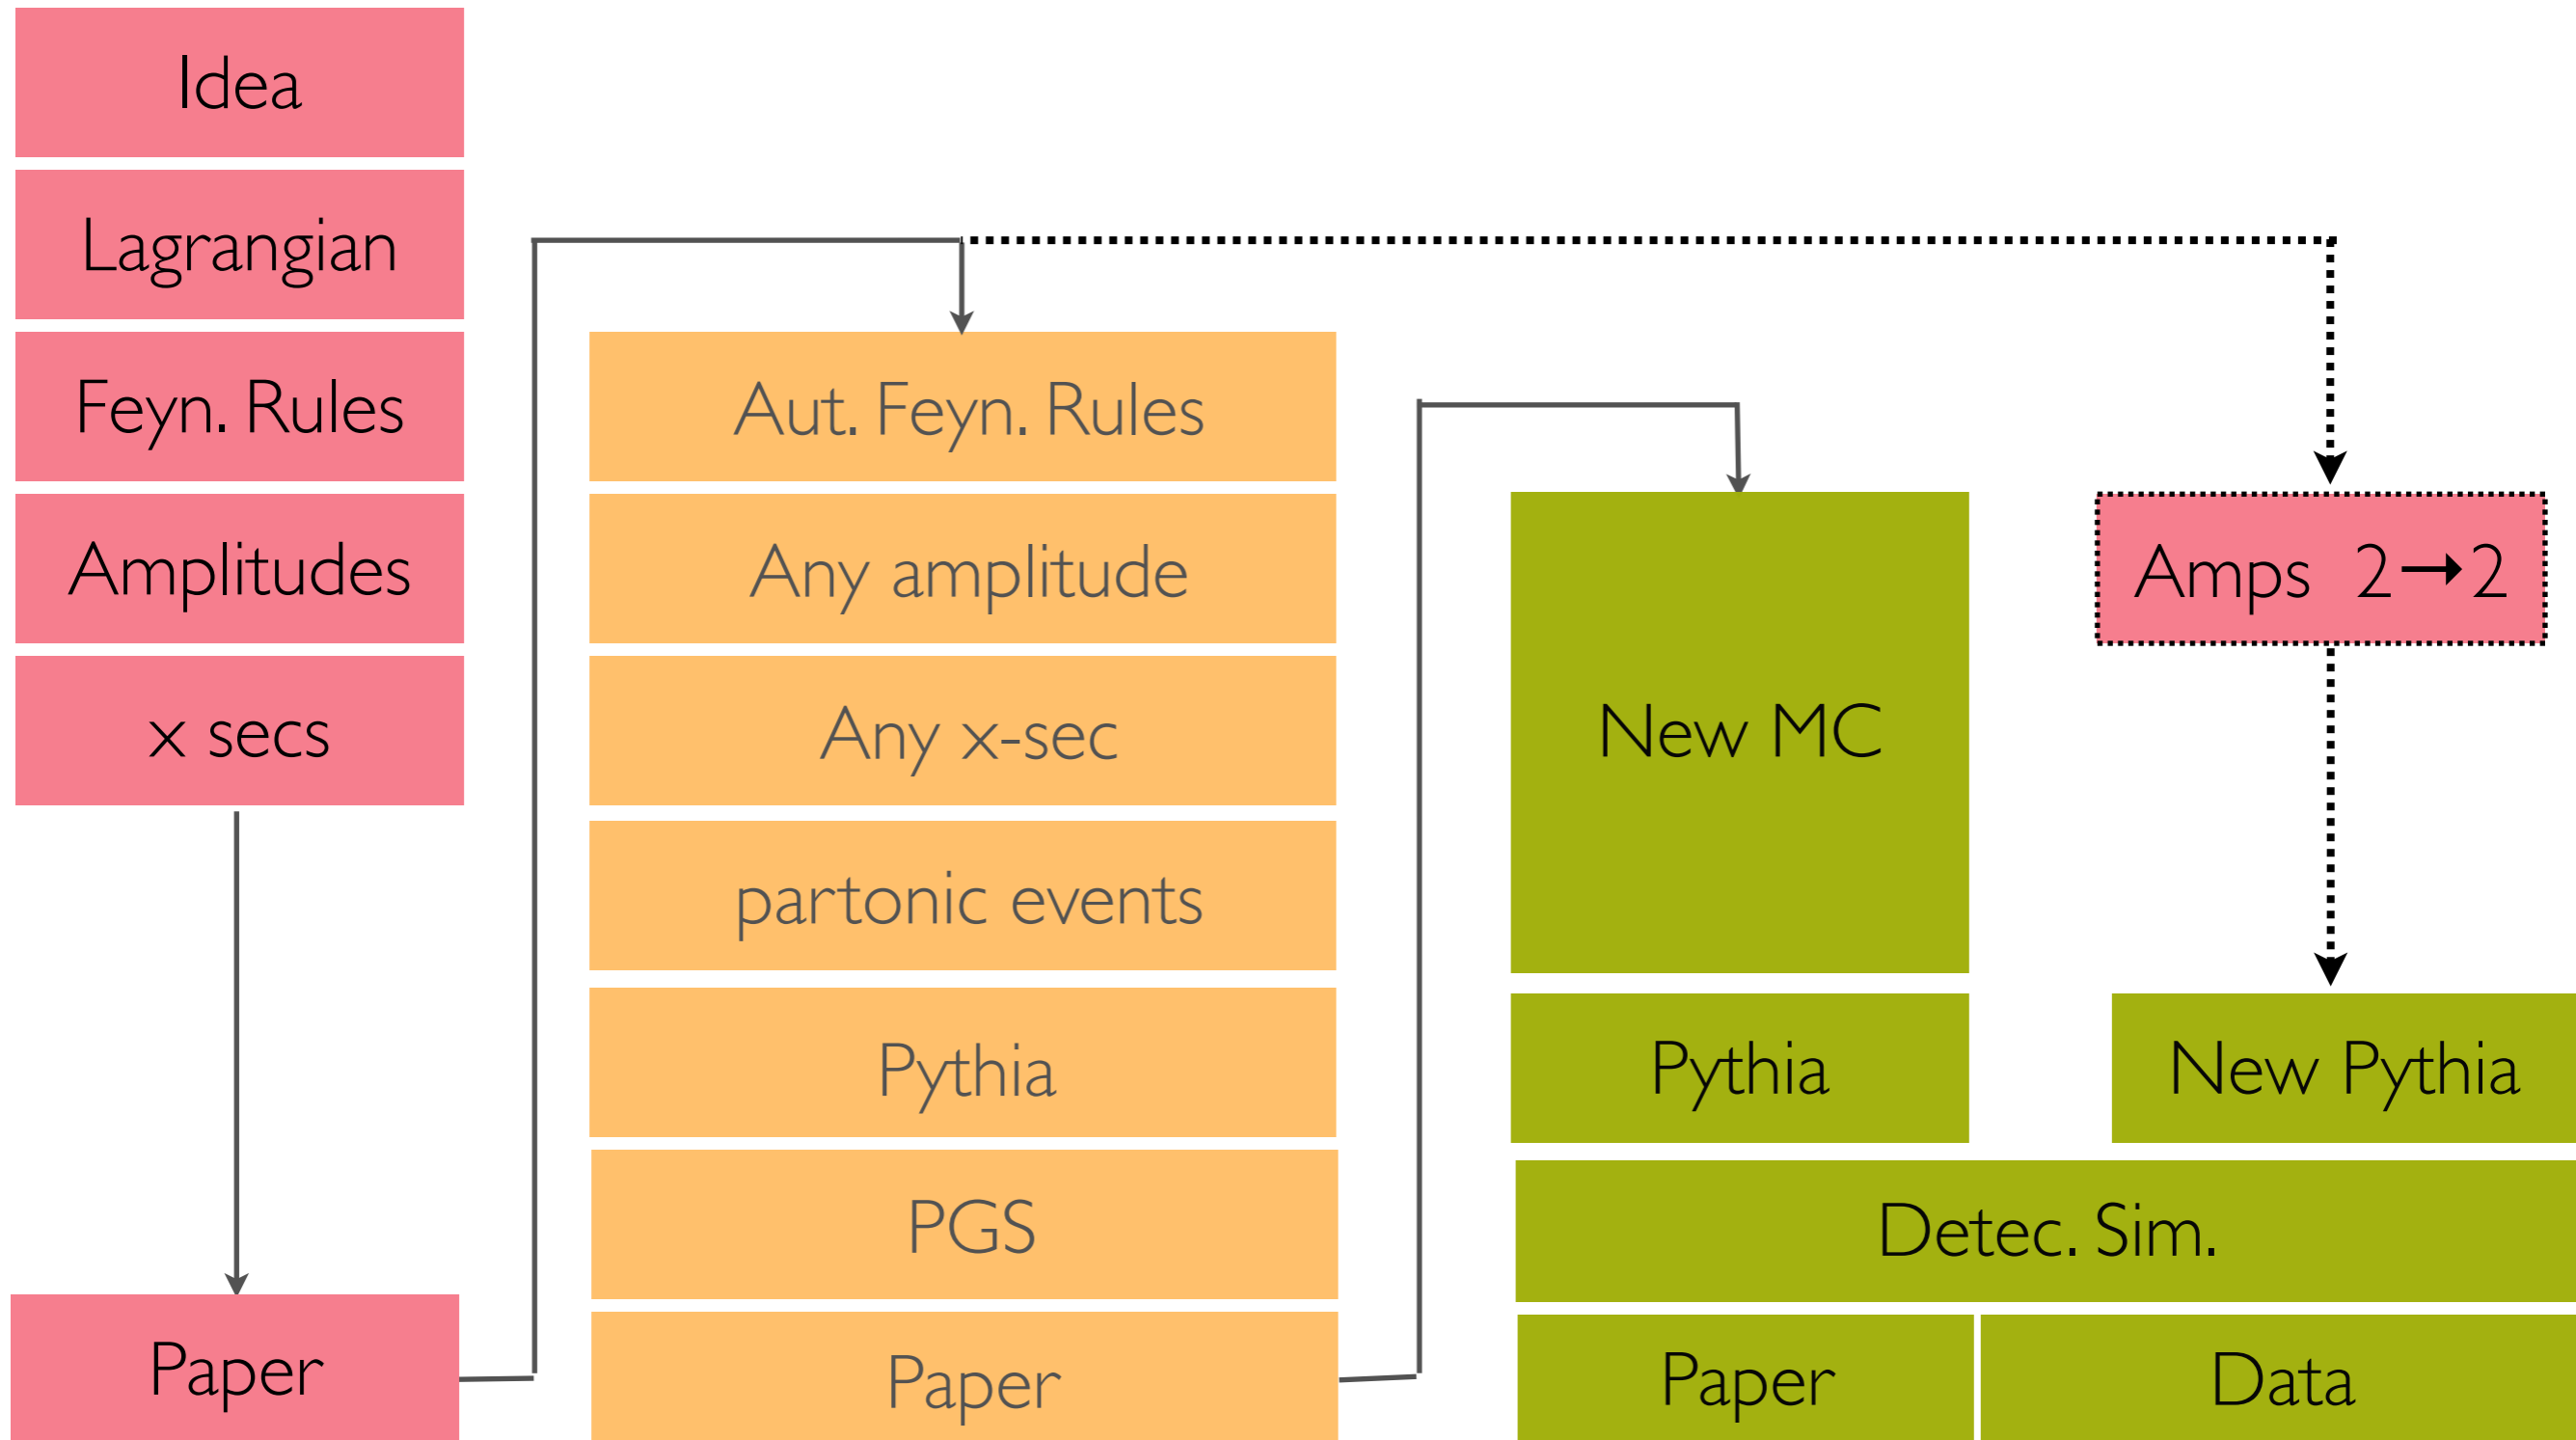 Idea
Lagrangian
Feyn. Rules
Amplitudes
x secs
Paper
Aut. Feyn. Rules
Any amplitude
Any x-sec
partonic events
Pythia
PGS
Paper
New MC
Pythia
Amps 2→2
New Pythia
Detec. Sim.
Paper
Data